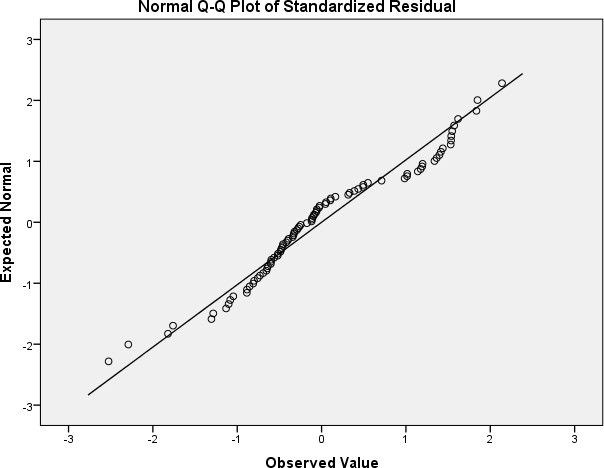 Normal Q-Q Plot of Standardized Residual
Expected Normal
3
2
1
0
-1
-2
-3
-3 -2 -1 0 1 2 3
Observed Value